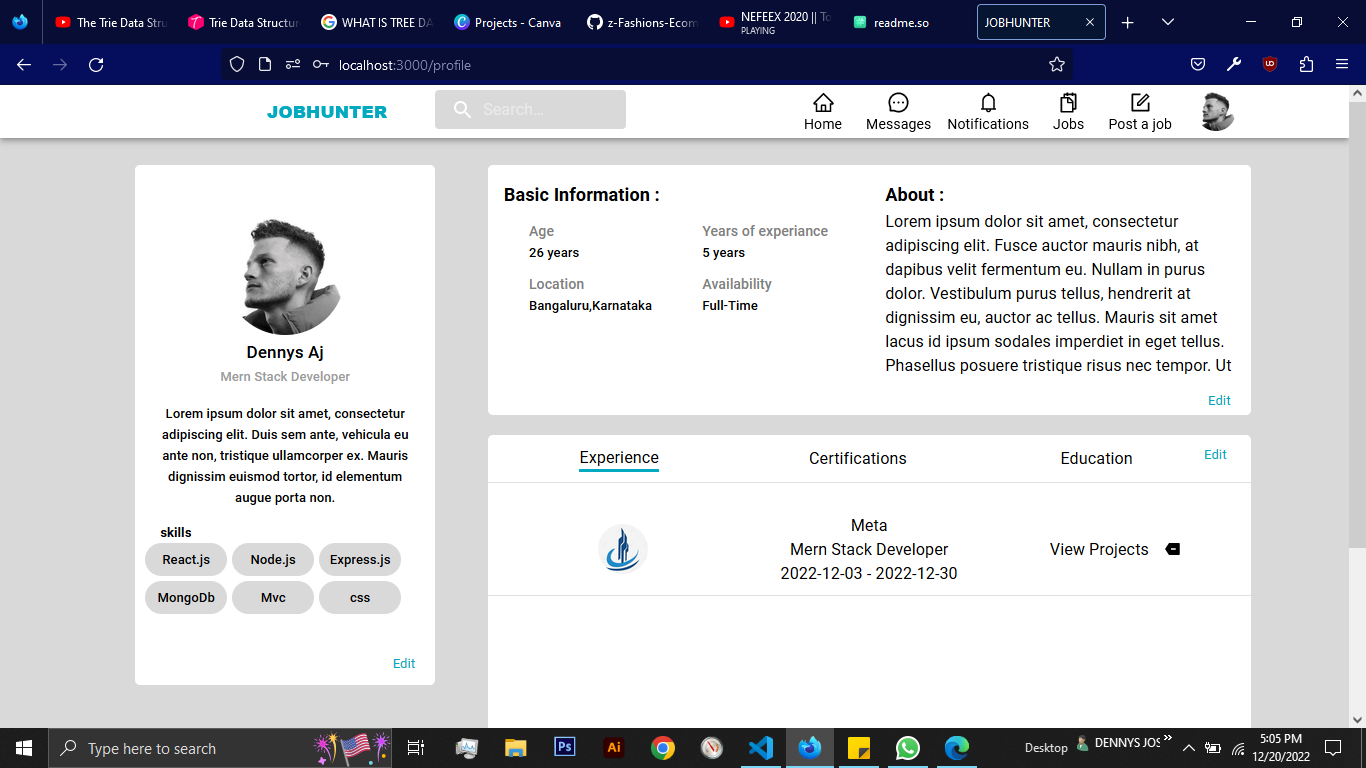 The Trie Data Stru
Trie Data Structur
WHAT IS TREE DA
Projects - Canva
z-Fashions-Ecom
NEFEEX 2020 || To
PLAYING
readme.so
JOBHUNTER
localhost:3000/profile
JOBHUNTER
Search...
Home
Messages
Notifications
Jobs
Post a job
Dennys Aj
Mern Stack Developer
Lorem ipsum dolor sit amet, consectetur
adipiscing elit. Duis sem ante, vehicula eu
ante non, tristique ullamcorper ex. Mauris
dignissim euismod tortor, id elementum
augue porta non.
skills
React.js
Node.js
Express.js
MongoDb
Mvc
css
Edit
Basic Information :
Age
26 years
Years of experiance
5 years
Location
Bangaluru,Karnataka
Availability
Full-Time
About :
Lorem ipsum dolor sit amet, consectetur
adipiscing elit. Fusce auctor mauris nibh, at
dapibus velit fermentum eu. Nullam in purus
dolor. Vestibulum purus tellus, hendrerit at
dignissim eu, auctor ac tellus. Mauris sit amet
lacus id ipsum sodales imperdiet in eget tellus.
Phasellus posuere tristique risus nec tempor. Ut
Edit
Experience
Certifications
Education
Edit
Meta
Mern Stack Developer
2022-12-03 - 2022-12-30
View Projects
Type here to search
Ps
Ai
Desktop
DENNYS JOS
5:05 PM
12/20/2022